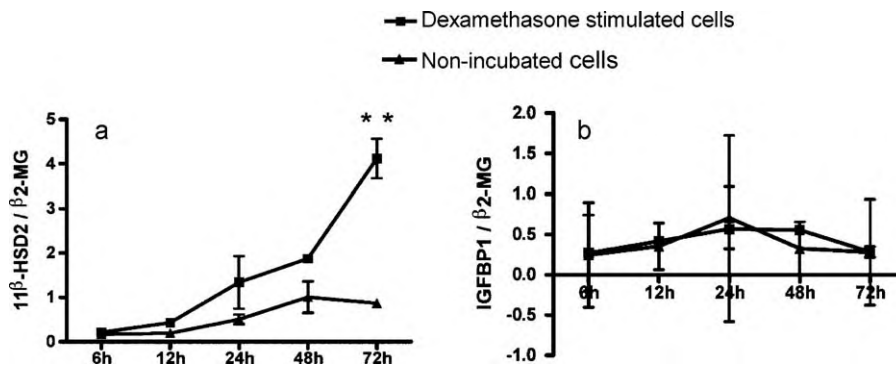 Dexamethasone stimulated cells
Non-incubated cells
a
* *
11β-HSD2 / β2-MG
5
4
3
2
1
0
6h 12h 24h 48h 72h
b
IGFBP1 / β2-MG
2.0
1.5
1.0
0.5
0.0
-0.5
-1.0
6h 12h 24h 48h 72h